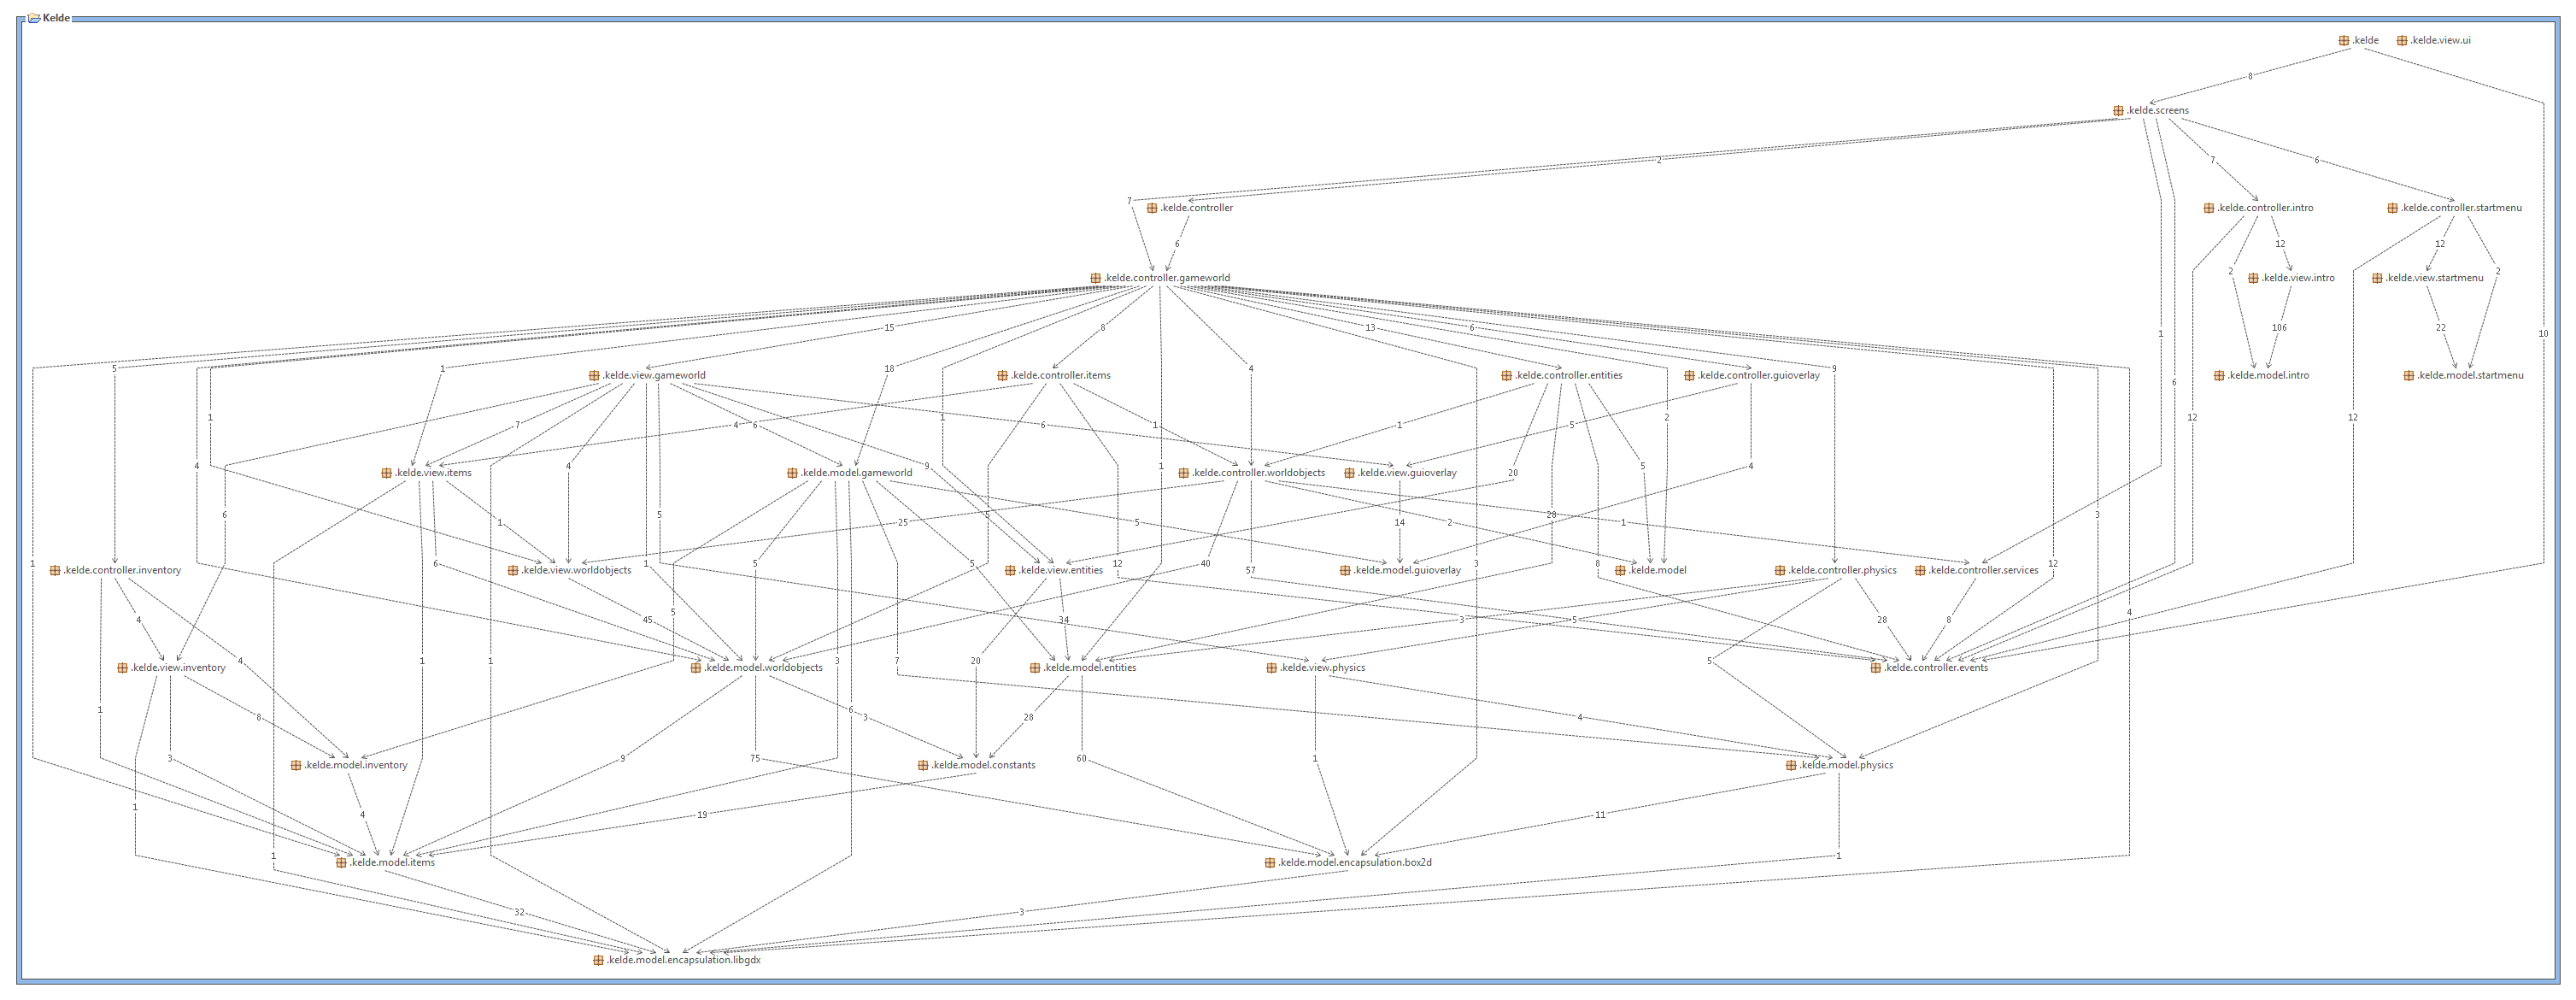 Kelde
.kelde .kelde.view.ui
8
.kelde.screens 10
2 7 6
7 .kelde.controller .kelde.controller.intro .kelde.controller.startmenu
6 12 12
2 2
.kelde.controller.gameworld .kelde.view.intro .kelde.view.startmenu
15 8 13 6 1 106 22 10
5 1 18 4 9
.kelde.view.gameworld .kelde.controller.items .kelde.controller.entities .kelde.controller.guioverlay .kelde.model.intro .kelde.model.startmenu
6
1 1 2 12 12
7 4 6 1 6 1 5
4 4 9 1 5 4
.kelde.view.items .kelde.model.gameworld .kelde.controller.worldobjects .kelde.view.guioverlay
20
6 5 5 28 3
1 25 5 14 2 1
1 6 1 5 5 12 40 57 3 8 12
.kelde.controller.inventory .kelde.view.worldobjects .kelde.view.entities .kelde.model.guioverlay .kelde.model .kelde.controller.physics .kelde.controller.services
5 4
4 45 34 3 5 28 8
4 1 1 3 7 20 5
.kelde.view.inventory .kelde.model.worldobjects .kelde.model.entities .kelde.view.physics .kelde.controller.events
1 6
8 3 28 4
3 9 75 60 1
.kelde.model.inventory .kelde.model.constants .kelde.model.physics
1
4 19 11
1 1
.kelde.model.items .kelde.model.encapsulation.box2d
32 3
.kelde.model.encapsulation.libgdx